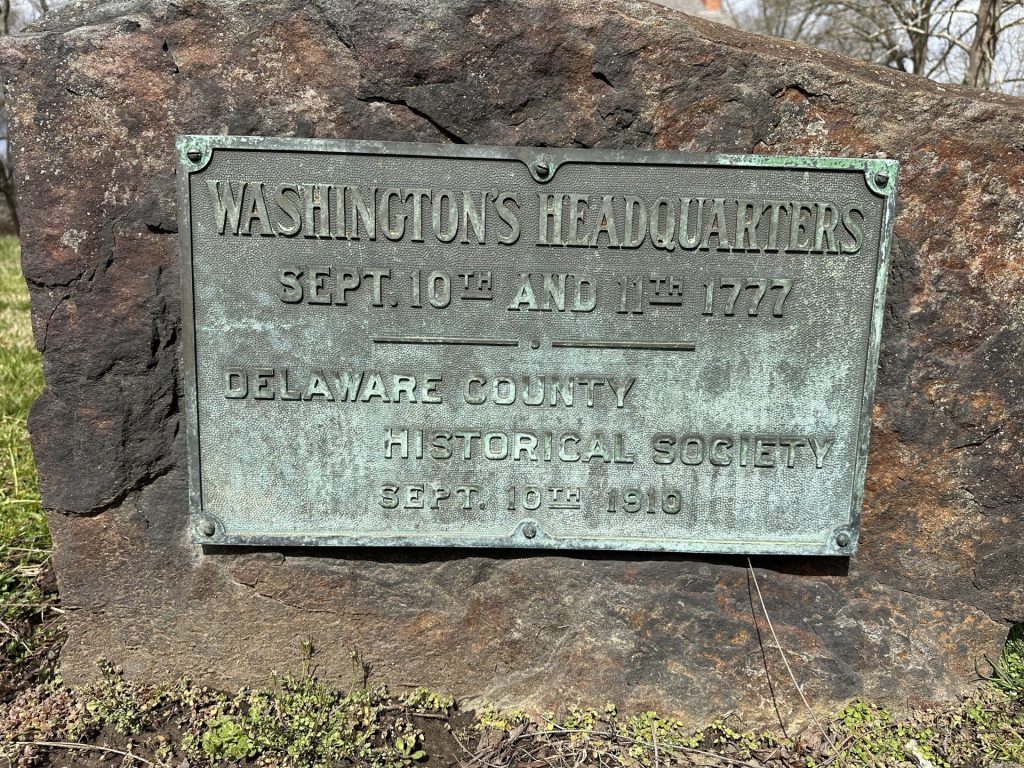 WASHINGTON'S HEADQUARTERS
SEPT. 10TH AND 11TH 1777
DELAWARE COUNTY
HISTORICAL SOCIETY
SEPT. 10TH 1910